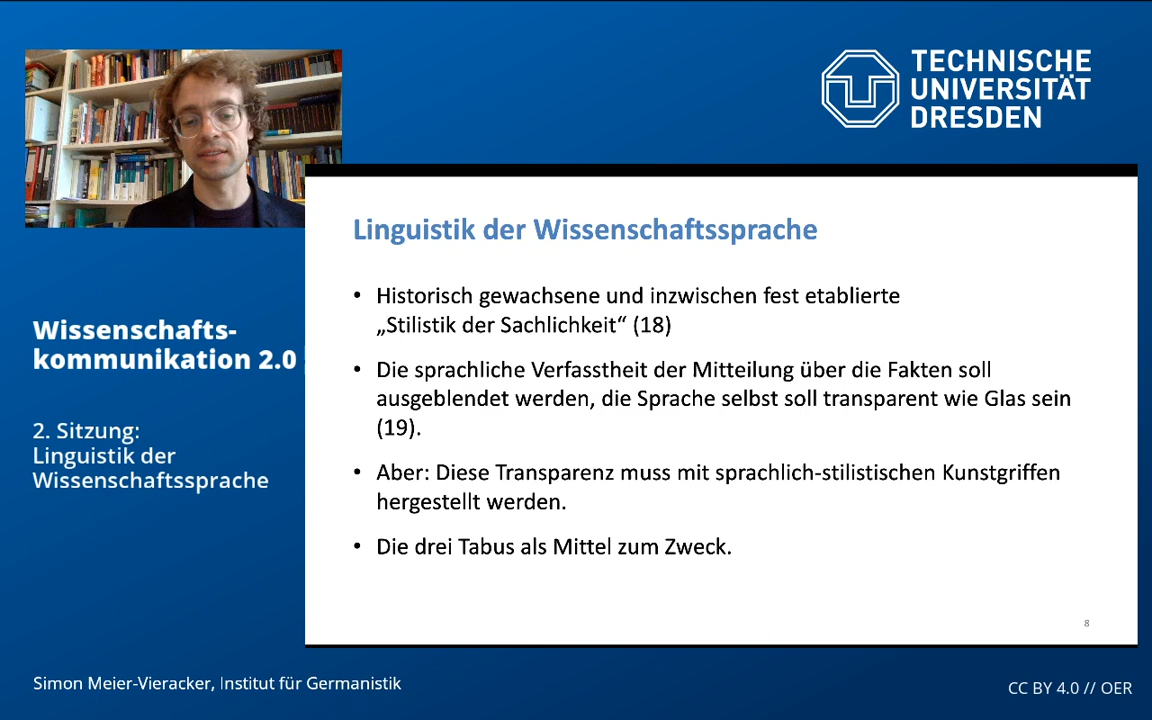 TECHNISCHE
UNIVERSITÄT
DRESDEN
Linguistik der Wissenschaftssprache
• Historisch gewachsene und inzwischen fest etablierte
„Stilistik der Sachlichkeit“ (18)
• Die sprachliche Verfasstheit der Mitteilung über die Fakten soll
ausgeblendet werden, die Sprache selbst soll transparent wie Glas sein
(19).
• Aber: Diese Transparenz muss mit sprachlich-stilistischen Kunstgriffen
hergestellt werden.
• Die drei Tabus als Mittel zum Zweck.
8
Wissenschafts-
kommunikation 2.0
2. Sitzung:
Linguistik der
Wissenschaftssprache
Simon Meier-Vieracker, Institut für Germanistik
CC BY 4.0 // OER